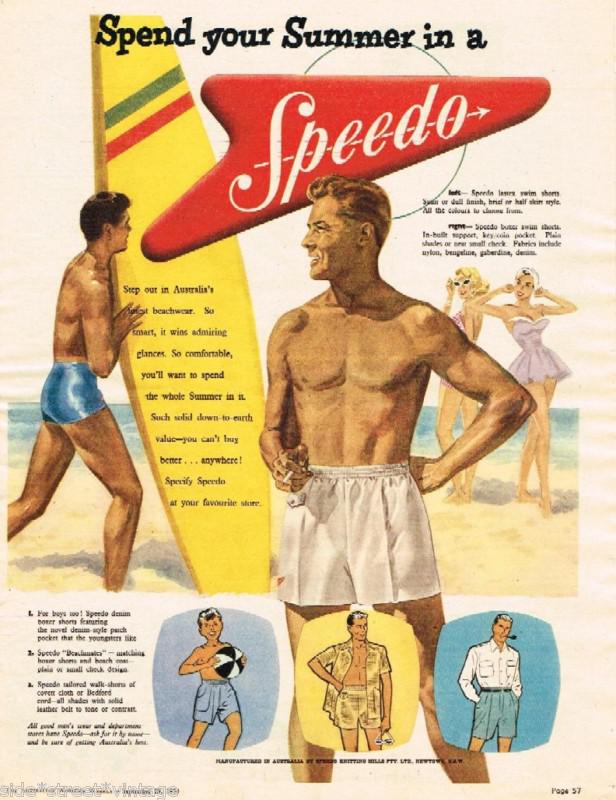 Spend your Summer in a
Speedo
left— Speedo lastex swim shorts.
Satin or dull finish, brief or half skirt style.
All the colours to choose from.
right— Speedo boxer swim shorts.
In-built support, key/coin pocket. Plain
shades or new small check. Fabrics include
nylon, bengaline, gaberdine, denim.
Step out in Australia's
finest beachwear. So
smart, it wins admiring
glances. So comfortable,
you'll want to spend
the whole Summer in it.
Such solid down-to-earth
value—you can't buy
better . . . anywhere!
Specify Speedo
at your favourite store.
1. For boys too! Speedo denim
boxer shorts featuring
the novel denim-style patch
pocket that the youngsters like
2. Speedo "Beachmates" — matching
boxer shorts and beach coat—
plain or small check design.
3. Speedo tailored walk-shorts of
covert cloth or Bedford
cord—all shades with solid
leather belt to tone or contrast.
All good men's wear and department
stores have Speedo—ask for it by name—
and be sure of getting Australia's best.
MANUFACTURED IN AUSTRALIA BY SPEEDO KNITTING MILLS PTY. LTD., NEWTOWN, N.S.W.
side*street*vintage
Page 57